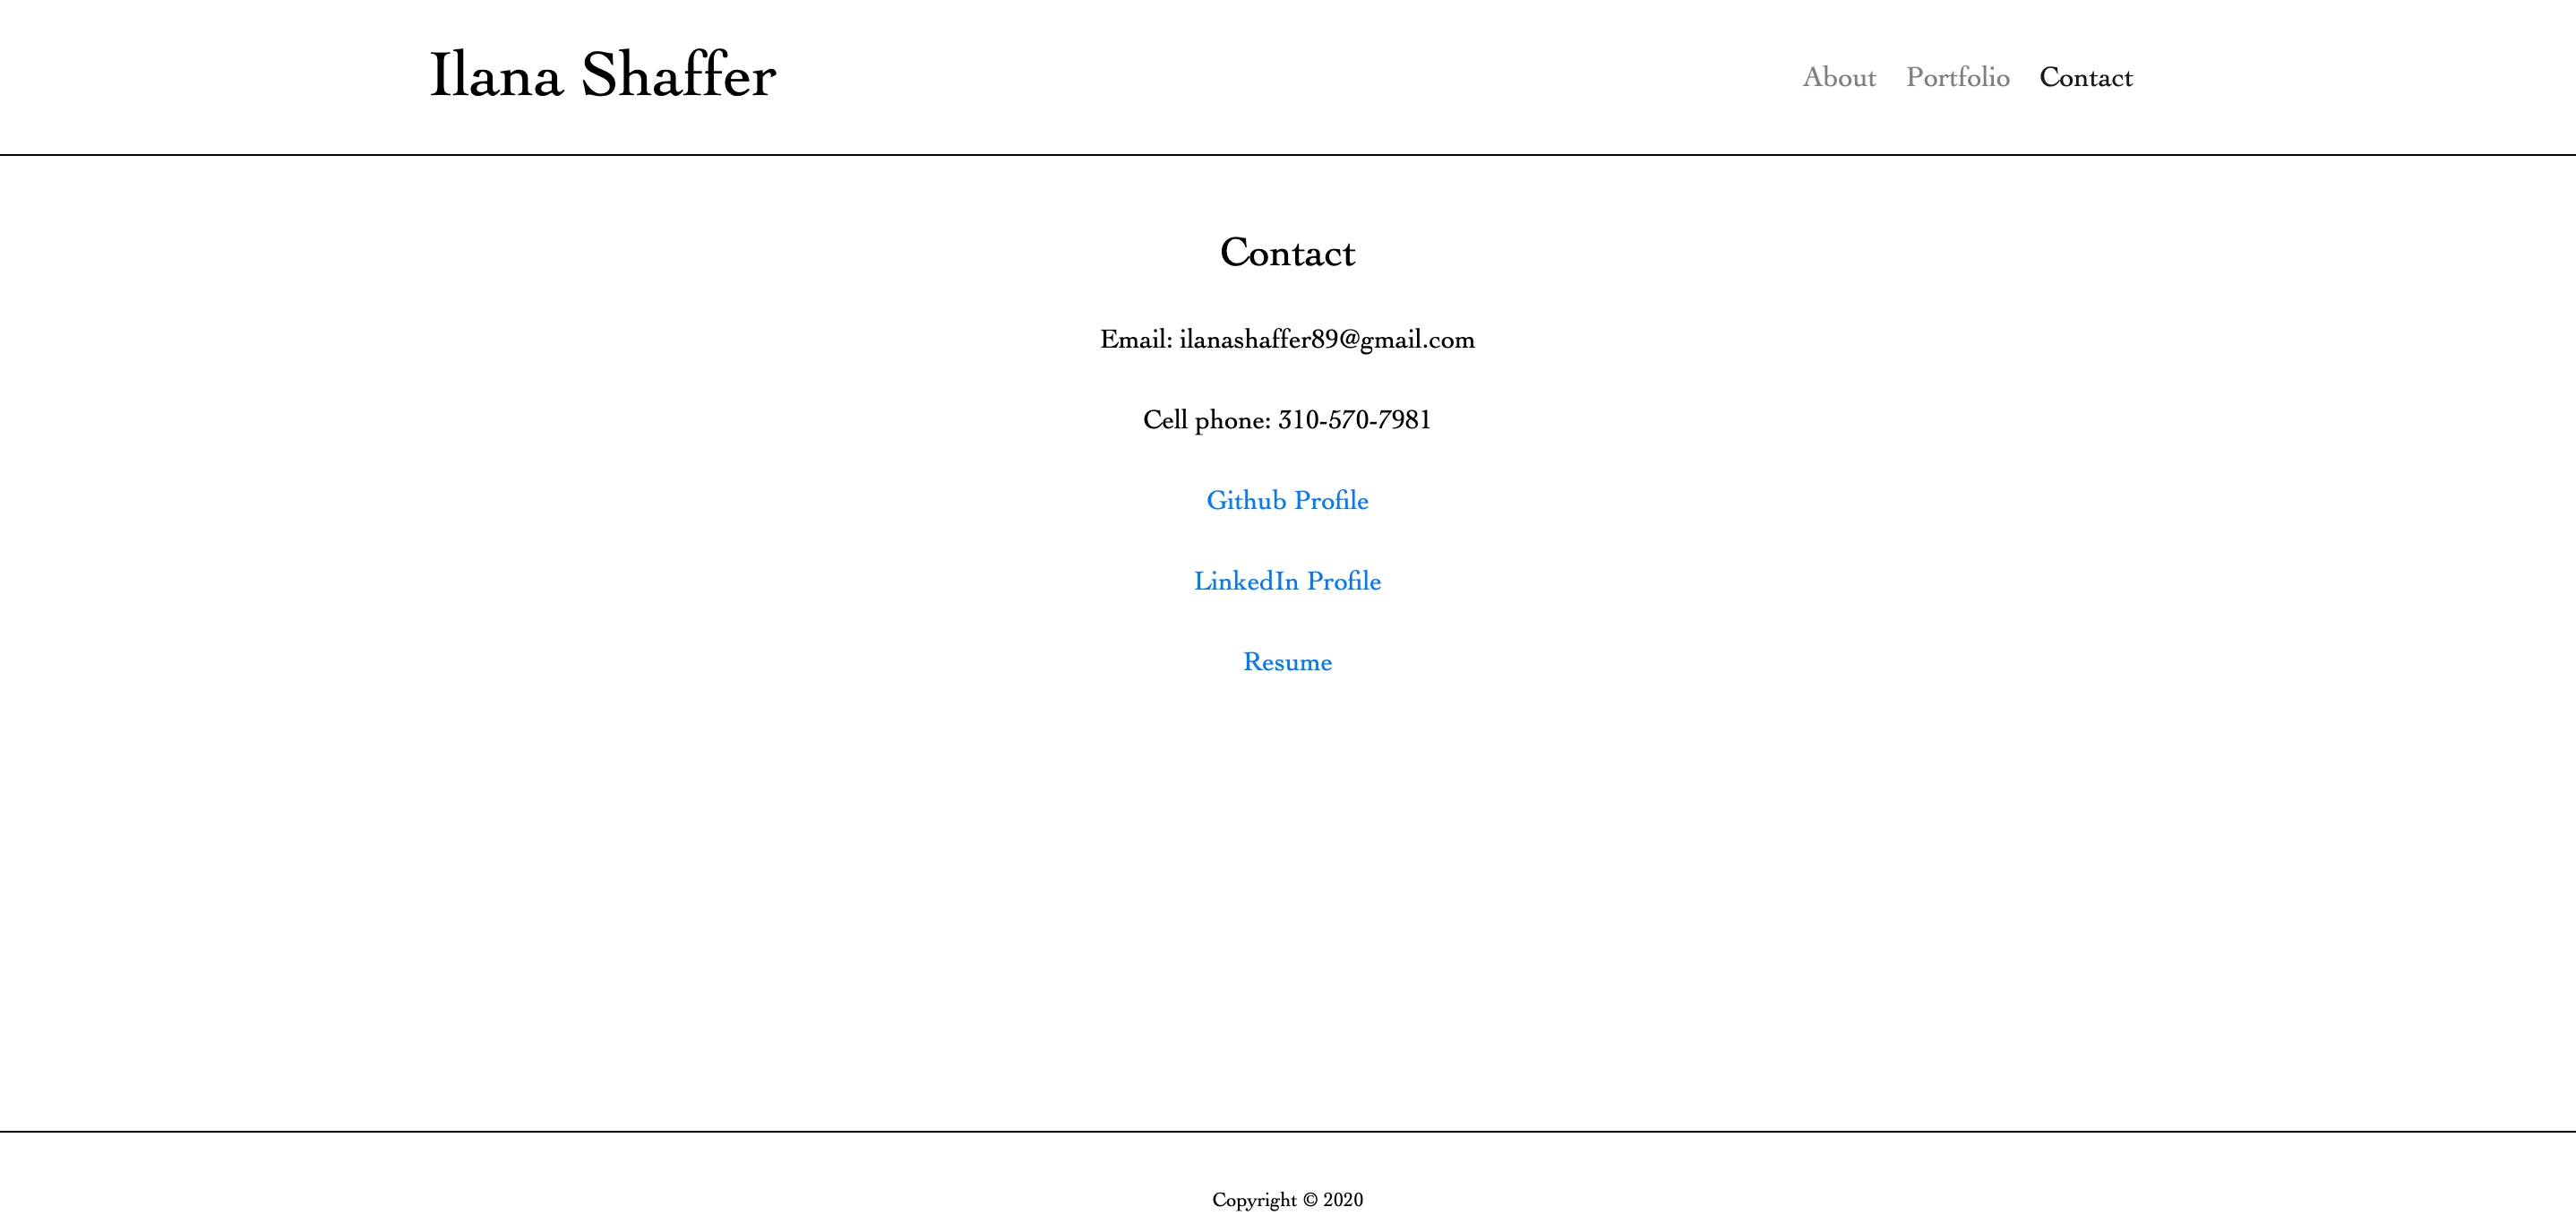 Ilana Shaffer
About Portfolio Contact
Contact
Email: ilanashaffer89@gmail.com
Cell phone: 310-570-7981
Github Profile
LinkedIn Profile
Resume
Copyright © 2020